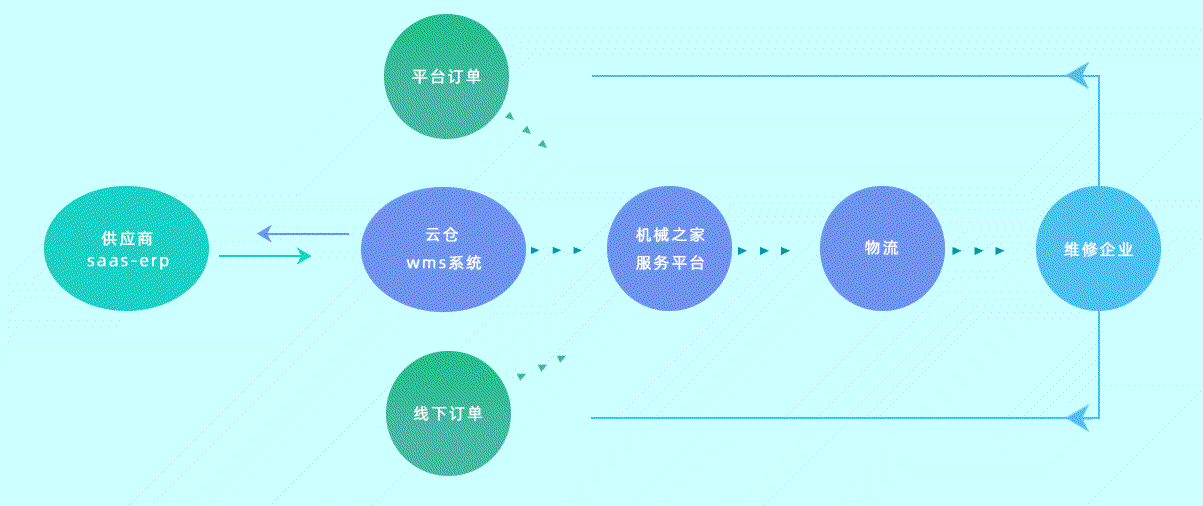 平台订单
供应商
saas-erp
云仓
wms系统
机械之家
服务平台
物流
维修企业
线下订单